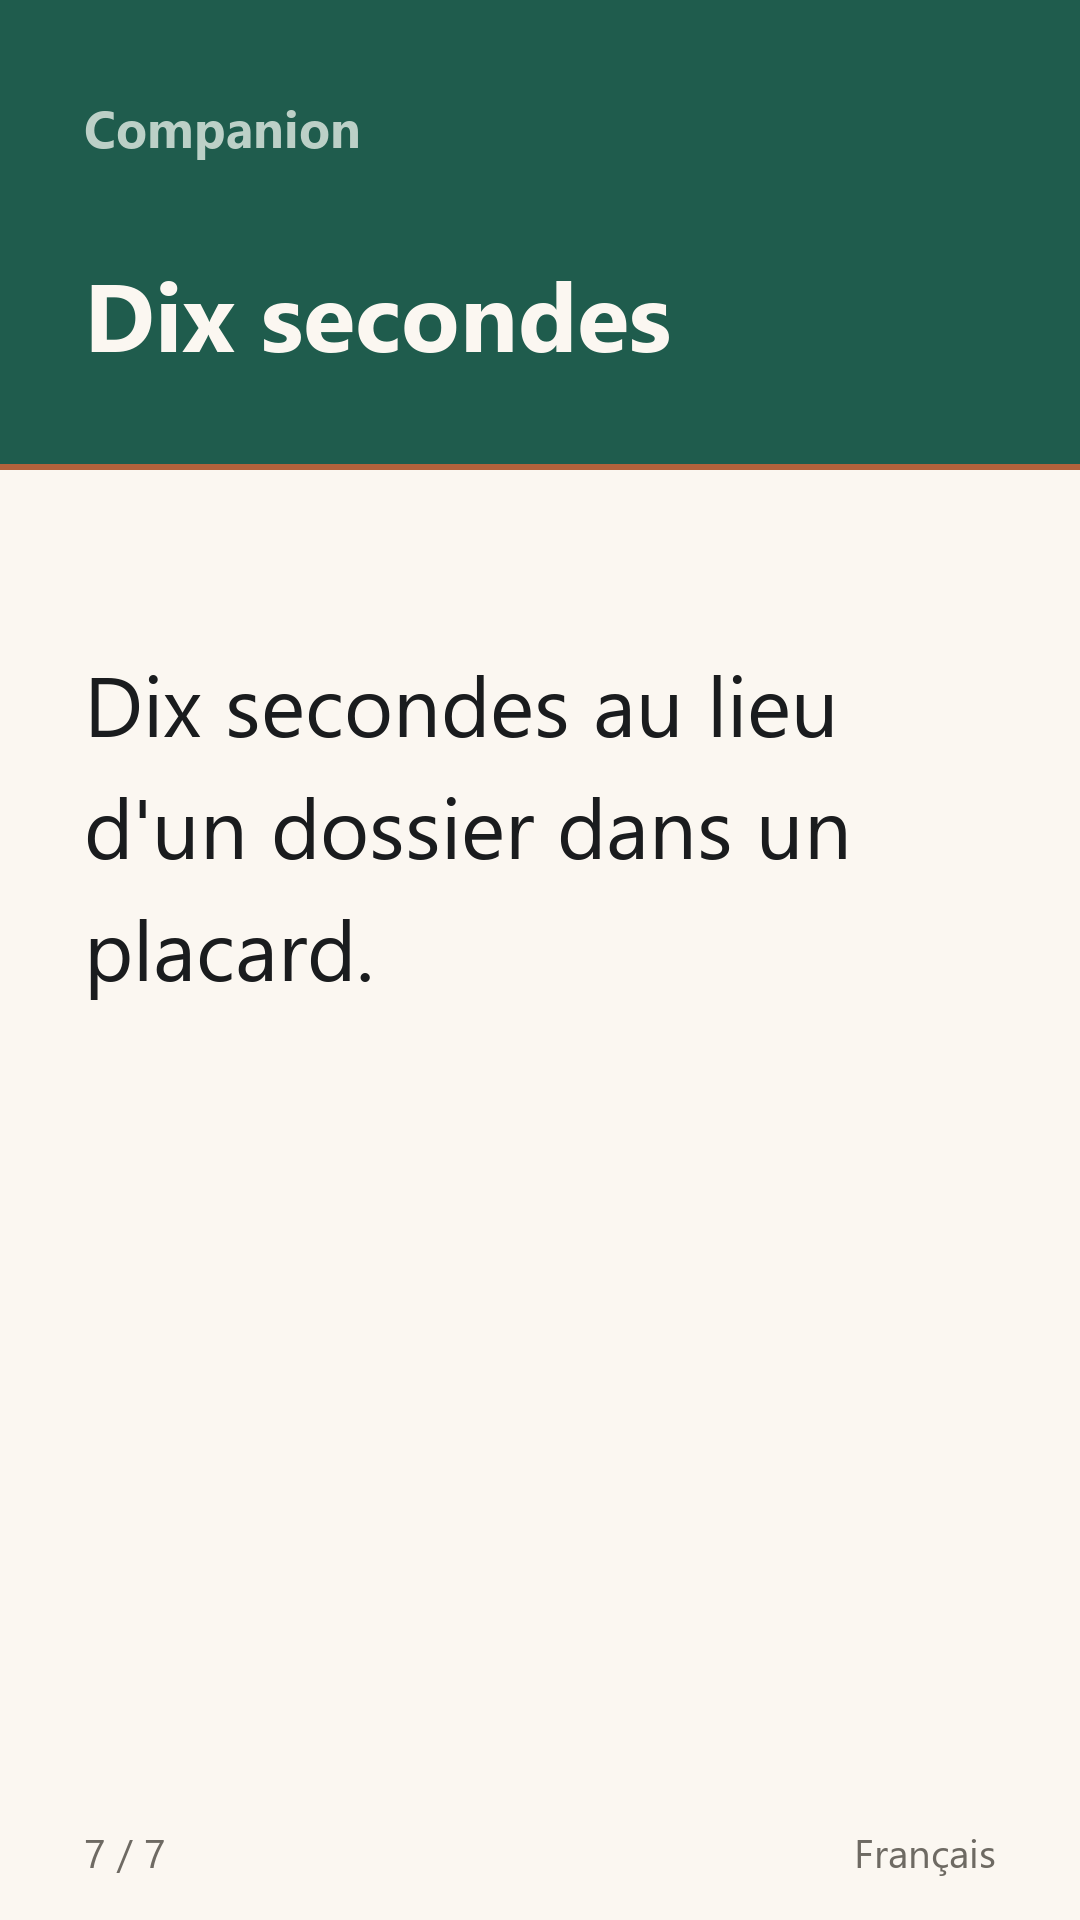 Companion
Dix secondes
Dix secondes au lieu
d'un dossier dans un
placard.
7 / 7
Français